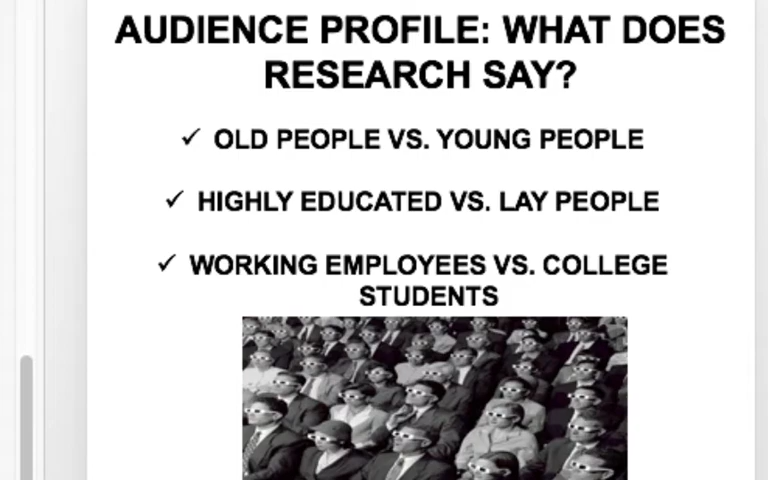 AUDIENCE PROFILE: WHAT DOES
RESEARCH SAY?
✓ OLD PEOPLE VS. YOUNG PEOPLE
✓ HIGHLY EDUCATED VS. LAY PEOPLE
✓ WORKING EMPLOYEES VS. COLLEGE
STUDENTS